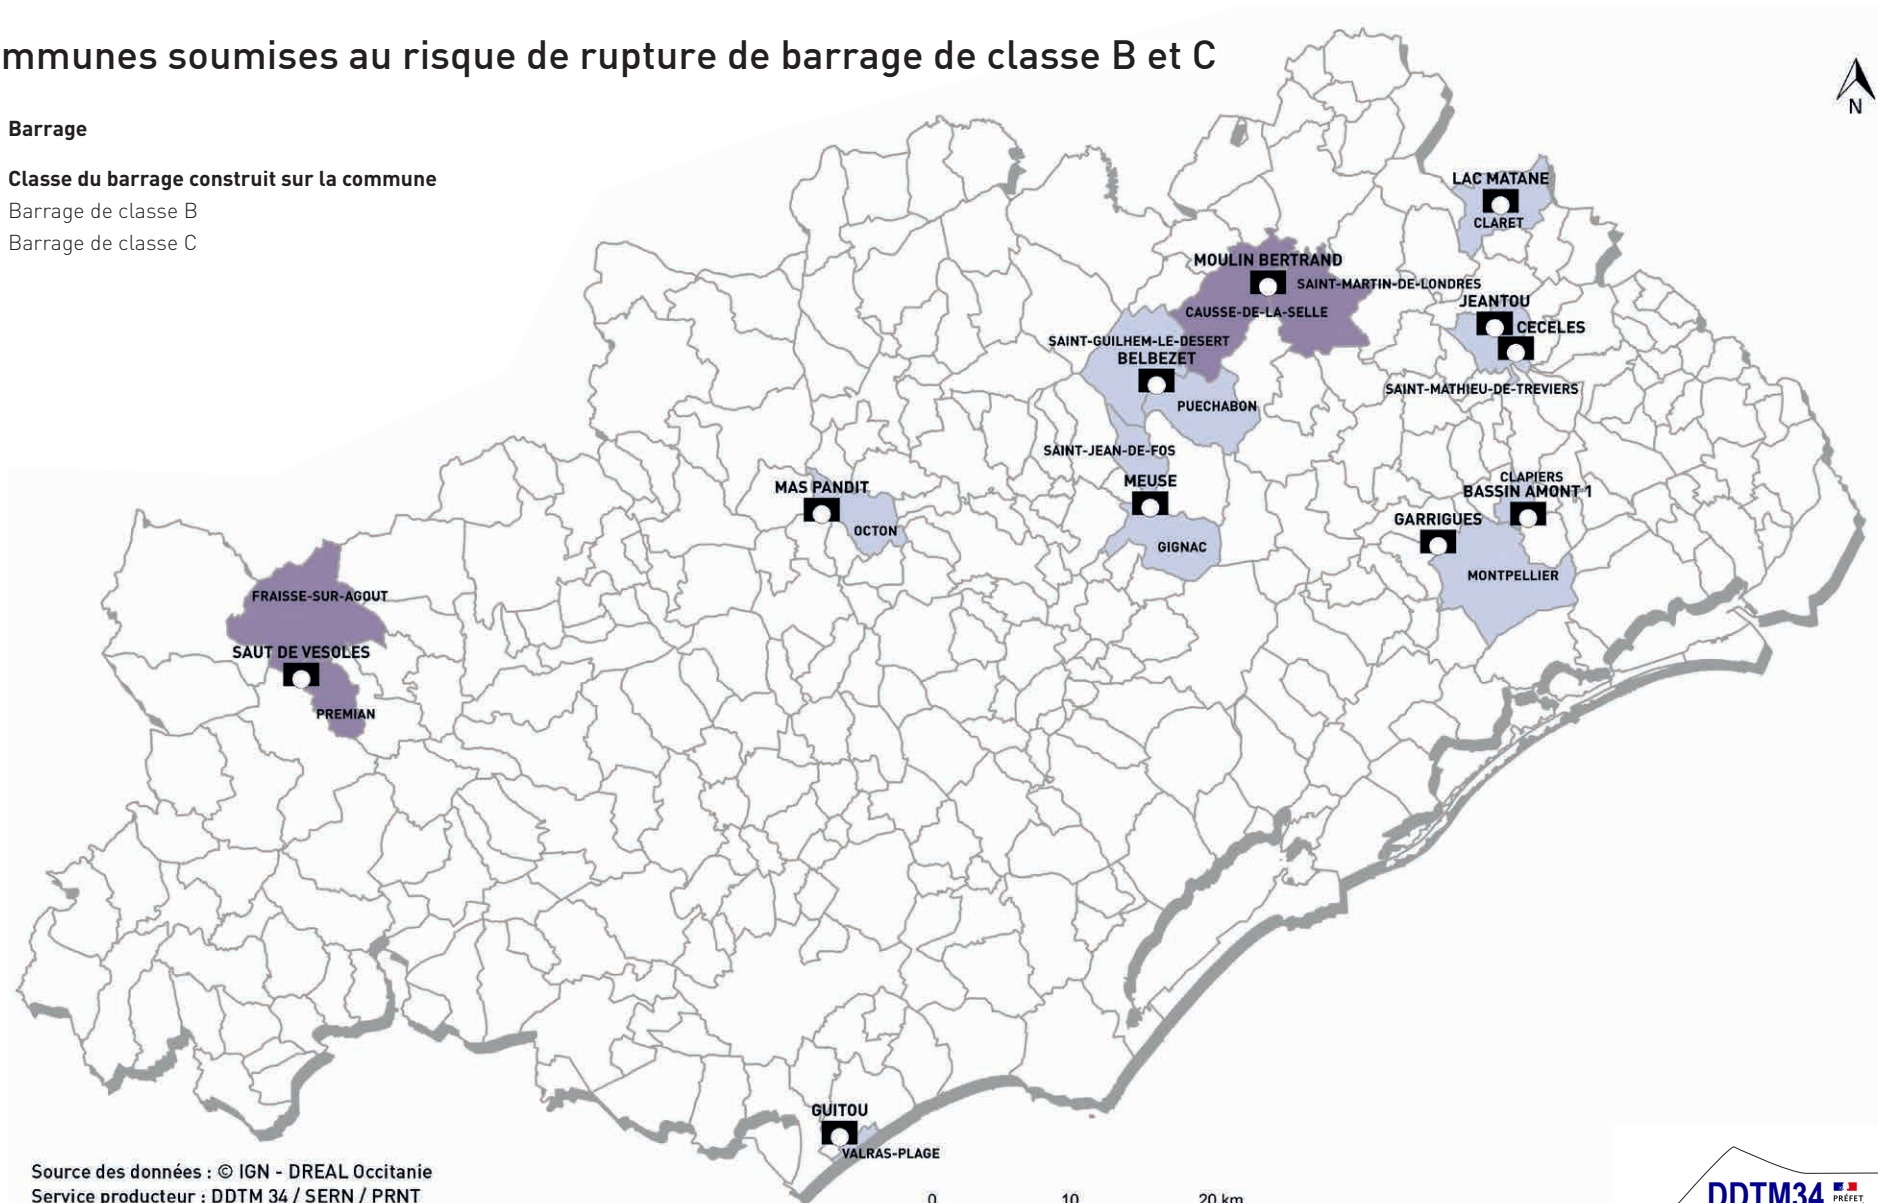 mmunes soumises au risque de rupture de barrage de classe B et C
N
Barrage
Classe du barrage construit sur la commune
Barrage de classe B
Barrage de classe C
LAC MATANE
CLARET
MOULIN BERTRAND
SAINT-MARTIN-DE-LONDRES
JEANTOU
CAUSSE-DE-LA-SELLE
CECELES
SAINT-GUILHEM-LE-DESERT
BELBEZET
SAINT-MATHIEU-DE-TREVIERS
PUECHABON
SAINT-JEAN-DE-FOS
CLAPIERS
MEUSE
MAS PANDIT
BASSIN AMONT 1
GARRIGUES
OCTON
GIGNAC
MONTPELLIER
FRAISSE-SUR-AGOUT
SAUT DE VESOLES
PREMIAN
GUITOU
VALRAS-PLAGE
Source des données : © IGN - DREAL Occitanie
Service producteur : DDTM 34 / SERN / PRNT
0 10 20 km
DDTM34
PRÉFET